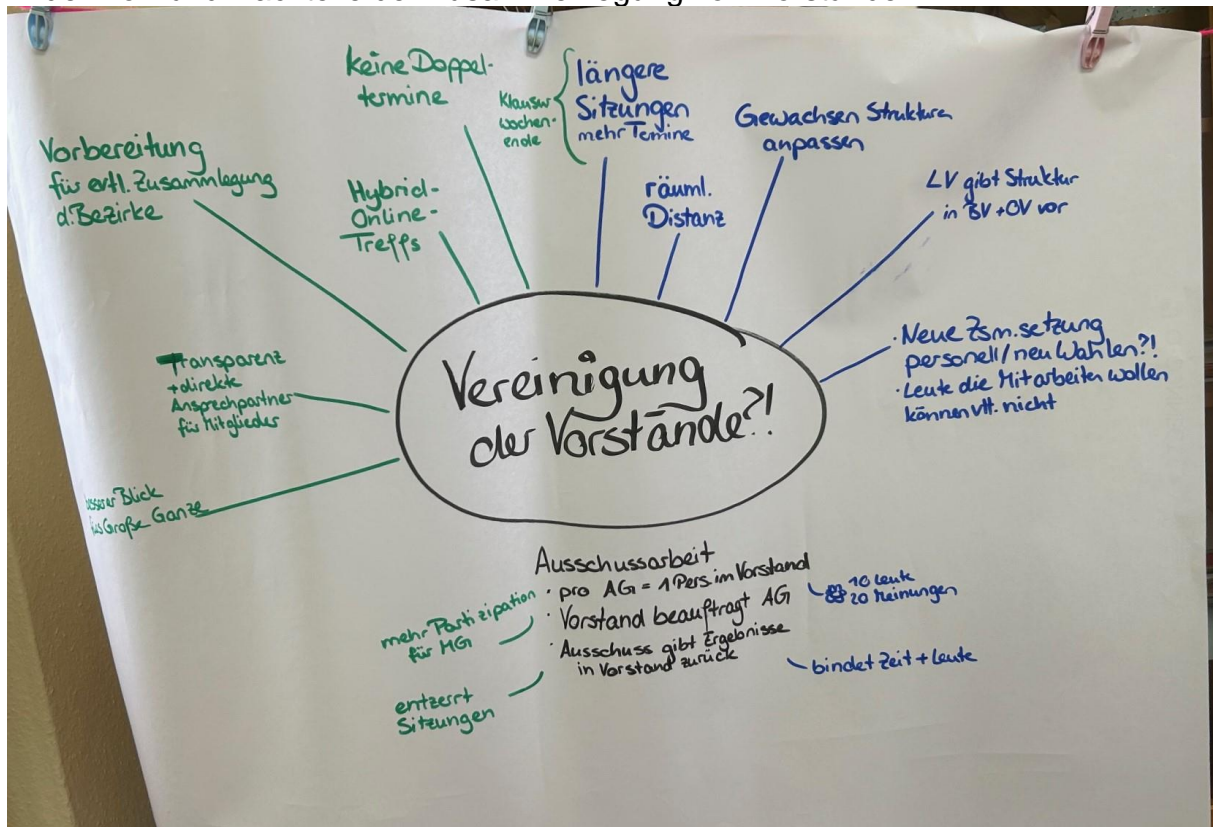 keine Doppel-
termine
Klausur
wochen-
ende
längere
Sitzungen
mehr Termine
Gewachsen Strukturen
anpassen
Vorbereitung
für evtl. Zusammlegung
d. Bezirke
Hybrid-
Online-
Treffs
räuml.
Distanz
LV gibt Struktur
in BV + OV vor
Transparenz
+ direkte
Ansprechpartner
für Mitglieder
· Neue Zsm.setzung
personell/neu Wahlen?!
· Leute die Mitarbeiten wollen
können vll. nicht
Vereinigung
der Vorstände?!
Blick
Große Ganze
Ausschussarbeit
· pro AG = 1 Pers. im Vorstand
· Vorstand beauftragt AG
· Ausschuss gibt Ergebnisse
in Vorstand zurück
mehr Partizipation
für MG
entzerrt
Sitzungen
10 Leute
20 Meinungen
bindet Zeit + Leute